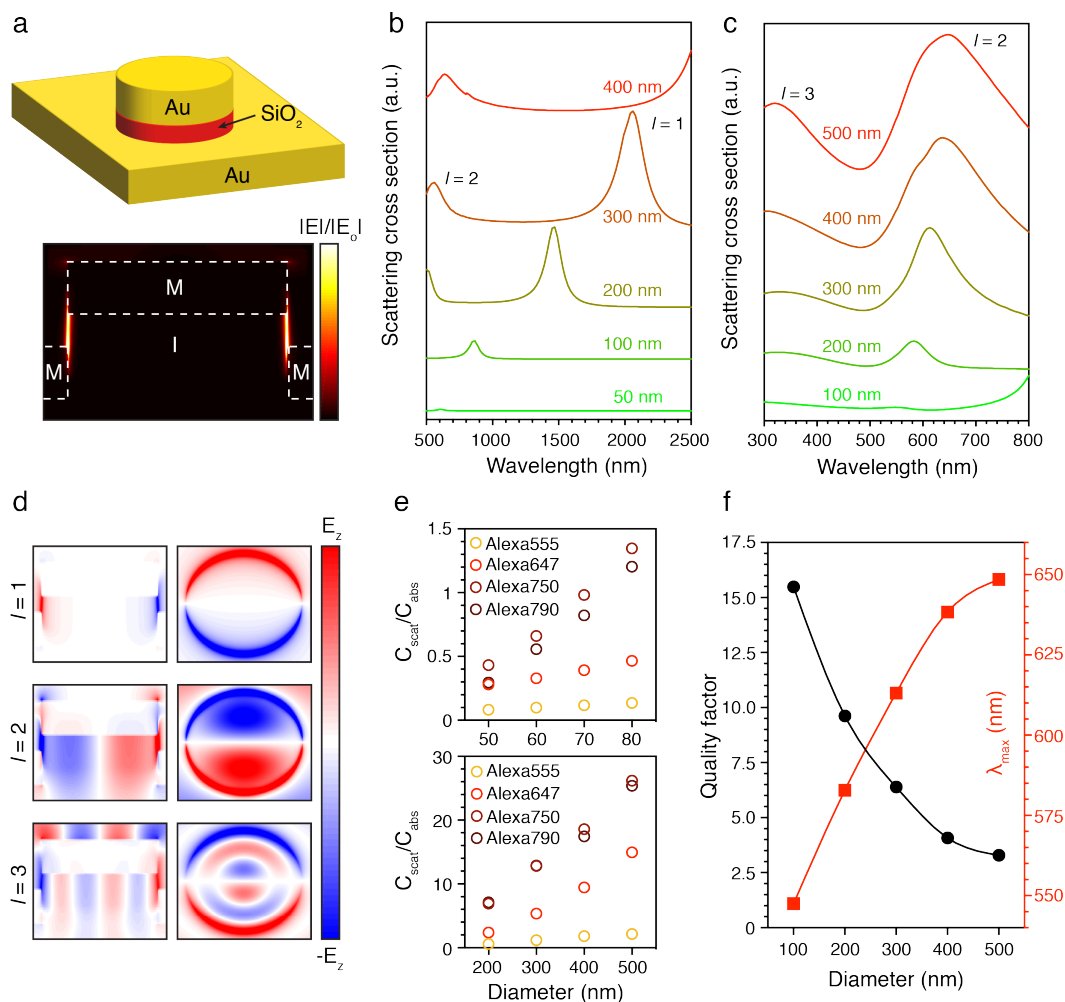 a
Au
SiO2
Au
|E|/|Eo|
M
I
M
M
b
Scattering cross section (a.u.)
400 nm
l = 1
l = 2
300 nm
200 nm
100 nm
50 nm
500 1000 1500 2000 2500
Wavelength (nm)
c
Scattering cross section (a.u.)
l = 2
l = 3
500 nm
400 nm
300 nm
200 nm
100 nm
300 400 500 600 700 800
Wavelength (nm)
d
Ez
l = 1
l = 2
l = 3
-Ez
e
1.5
1
0.5
0
Cscat/Cabs
Alexa555
Alexa647
Alexa750
Alexa790
50 60 70 80
30
20
10
0
Cscat/Cabs
Alexa555
Alexa647
Alexa750
Alexa790
200 300 400 500
Diameter (nm)
f
17.5
15.0
12.5
10.0
7.5
5.0
2.5
0
Quality factor
650
625
600
575
550
λmax (nm)
100 200 300 400 500
Diameter (nm)